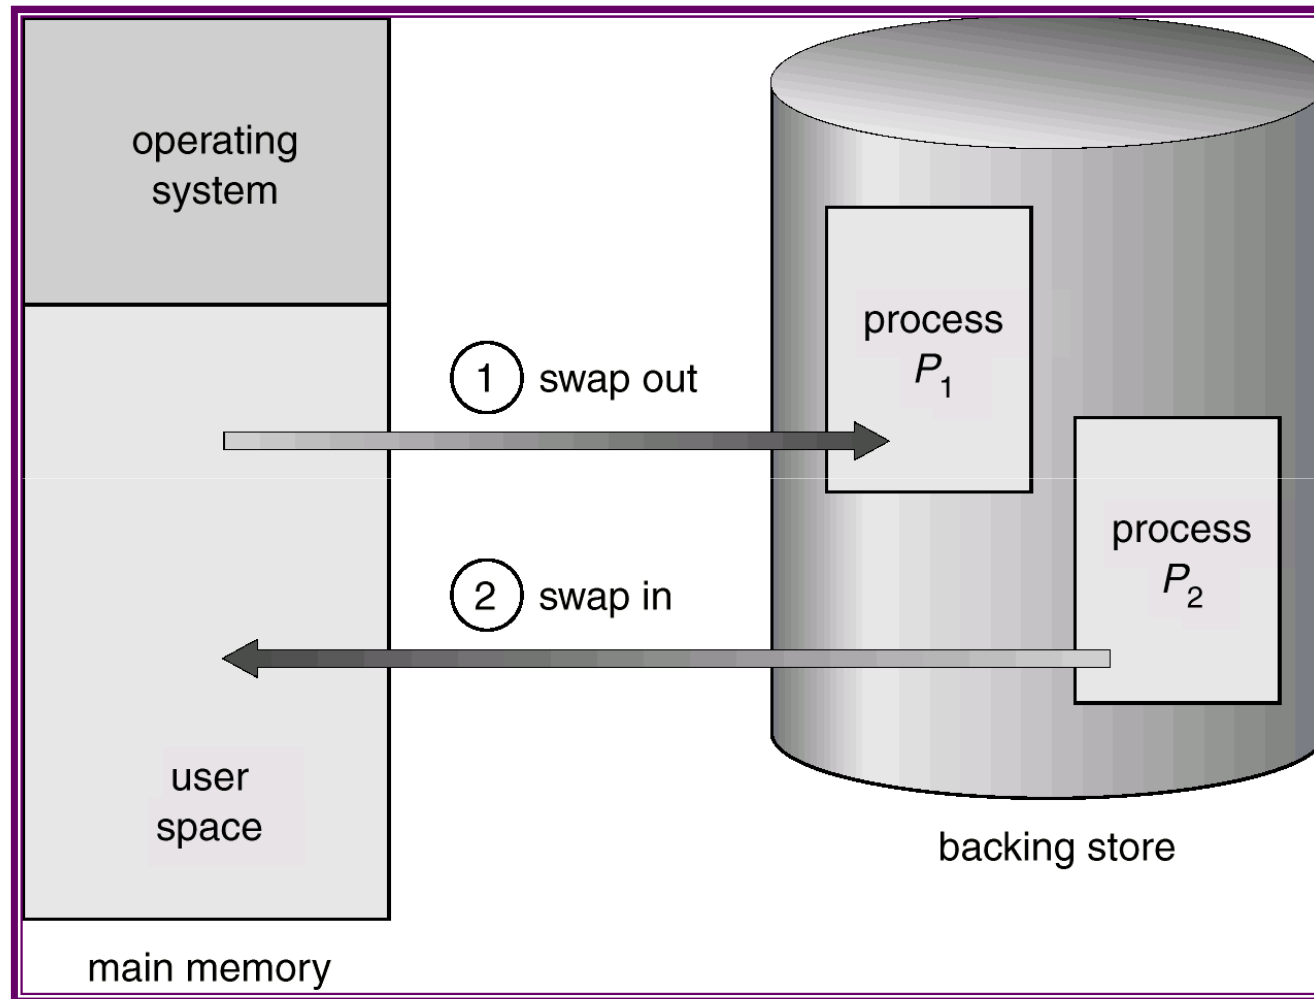 operating
system
process
P1
1 swap out
process
P2
2 swap in
user
space
backing store
main memory